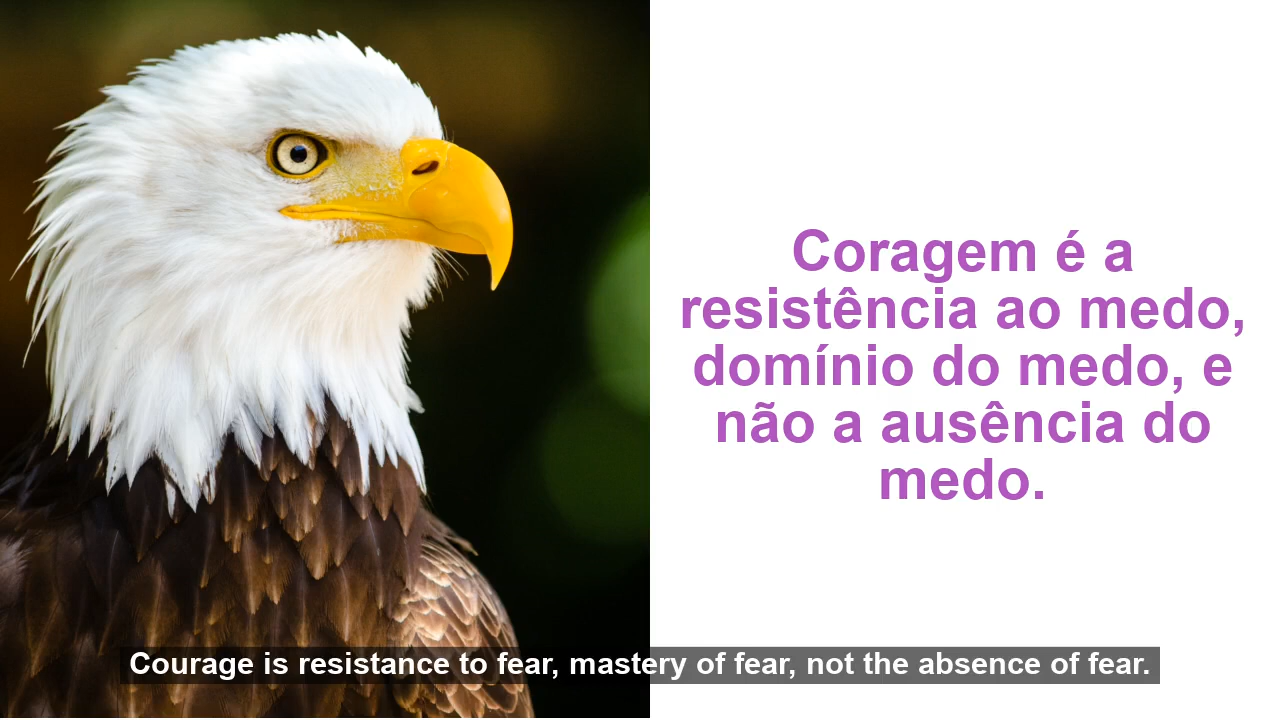 Coragem é a
resistência ao medo,
domínio do medo, e
não a ausência do
medo.
Courage is resistance to fear, mastery of fear, not the absence of fear.